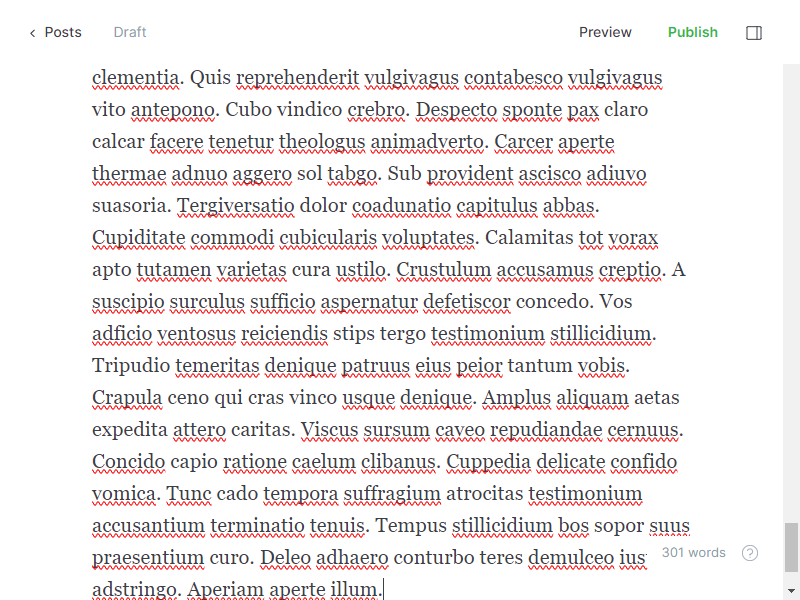 Posts
Draft
Preview
Publish
clementia. Quis reprehenderit vulgivagus contabesco vulgivagus
vito antepono. Cubo vindico crebro. Despecto sponte pax claro
calcar facere tenetur theologus animadverto. Carcer aperte
thermae adnuo aggero sol tabgo. Sub provident ascisco adiuvo
suasoria. Tergiversatio dolor coadunatio capitulus abbas.
Cupiditate commodi cubicularis voluptates. Calamitas tot vorax
apto tutamen varietas cura ustilo. Crustulum accusamus creptio. A
suscipio surculus sufficio aspernatur defetiscor concedo. Vos
adficio ventosus reiciendis stips tergo testimonium stillicidium.
Tripudio temeritas denique patruus eius peior tantum vobis.
Crapula ceno qui cras vinco usque denique. Amplus aliquam aetas
expedita attero caritas. Viscus sursum caveo repudiandae cernuus.
Concido capio ratione caelum clibanus. Cuppedia delicate confido
vomica. Tunc cado tempora suffragium atrocitas testimonium
accusantium terminatio tenuis. Tempus stillicidium bos sopor suus
praesentium curo. Deleo adhaero conturbo teres demulceo
adstringo. Aperiam aperte illum.
301 words